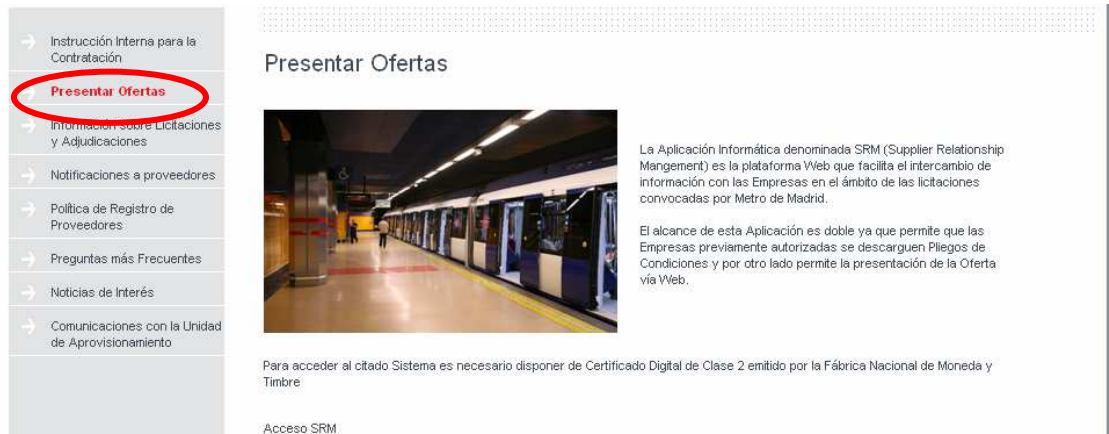 Instrucción Interna para la
Contratación
Presentar Ofertas
Información sobre Licitaciones
y Adjudicaciones
Notificaciones a proveedores
Política de Registro de
Proveedores
Preguntas más Frecuentes
Noticias de Interés
Comunicaciones con la Unidad
de Aprovisionamiento
Presentar Ofertas
La Aplicación Informática denominada SRM (Supplier Relationship
Mangement) es la plataforma Web que facilita el intercambio de
información con las Empresas en el ámbito de las licitaciones
convocadas por Metro de Madrid.
El alcance de esta Aplicación es doble ya que permite que las
Empresas previamente autorizadas se descarguen Pliegos de
Condiciones y por otro lado permite la presentación de la Oferta
vía Web.
Para acceder al citado Sistema es necesario disponer de Certificado Digital de Clase 2 emitido por la Fábrica Nacional de Moneda y
Timbre
Acceso SRM